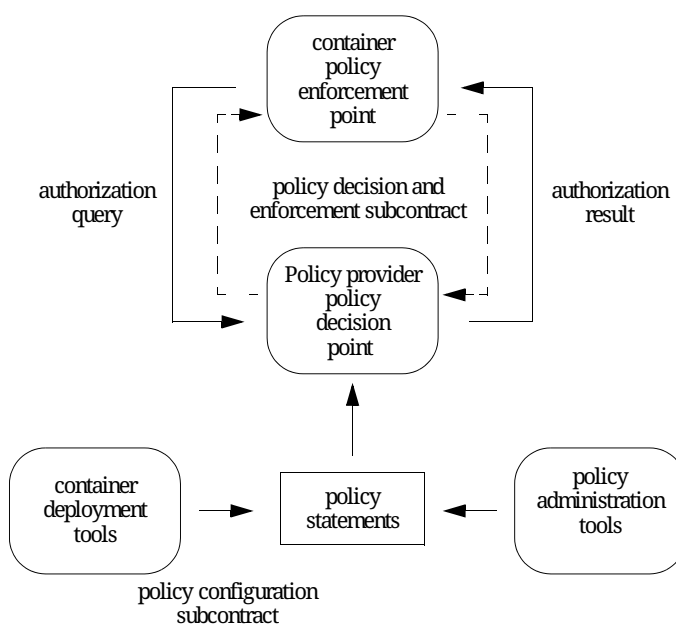 container
policy
enforcement
point
authorization
query
policy decision and
enforcement subcontract
authorization
result
Policy provider
policy
decision
point
container
deployment
tools
policy
statements
policy
administration
tools
policy configuration
subcontract